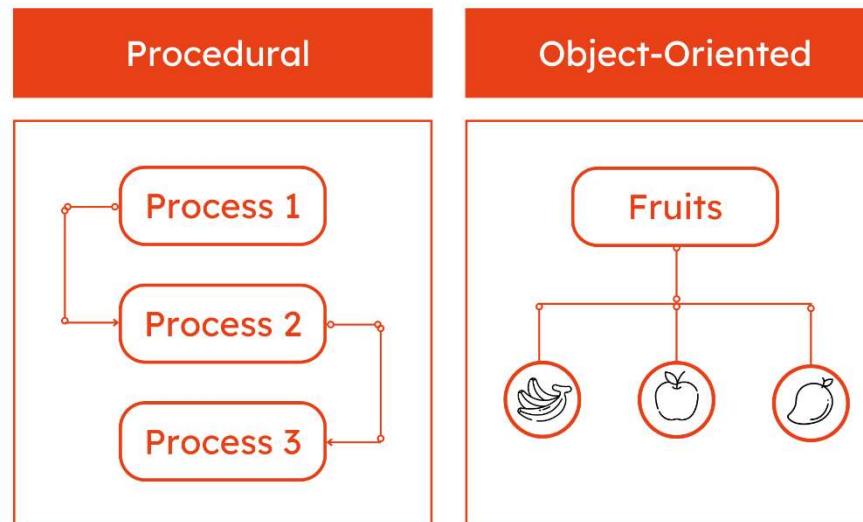 Procedural
Object-Oriented
Process 1
Process 2
Process 3
Fruits